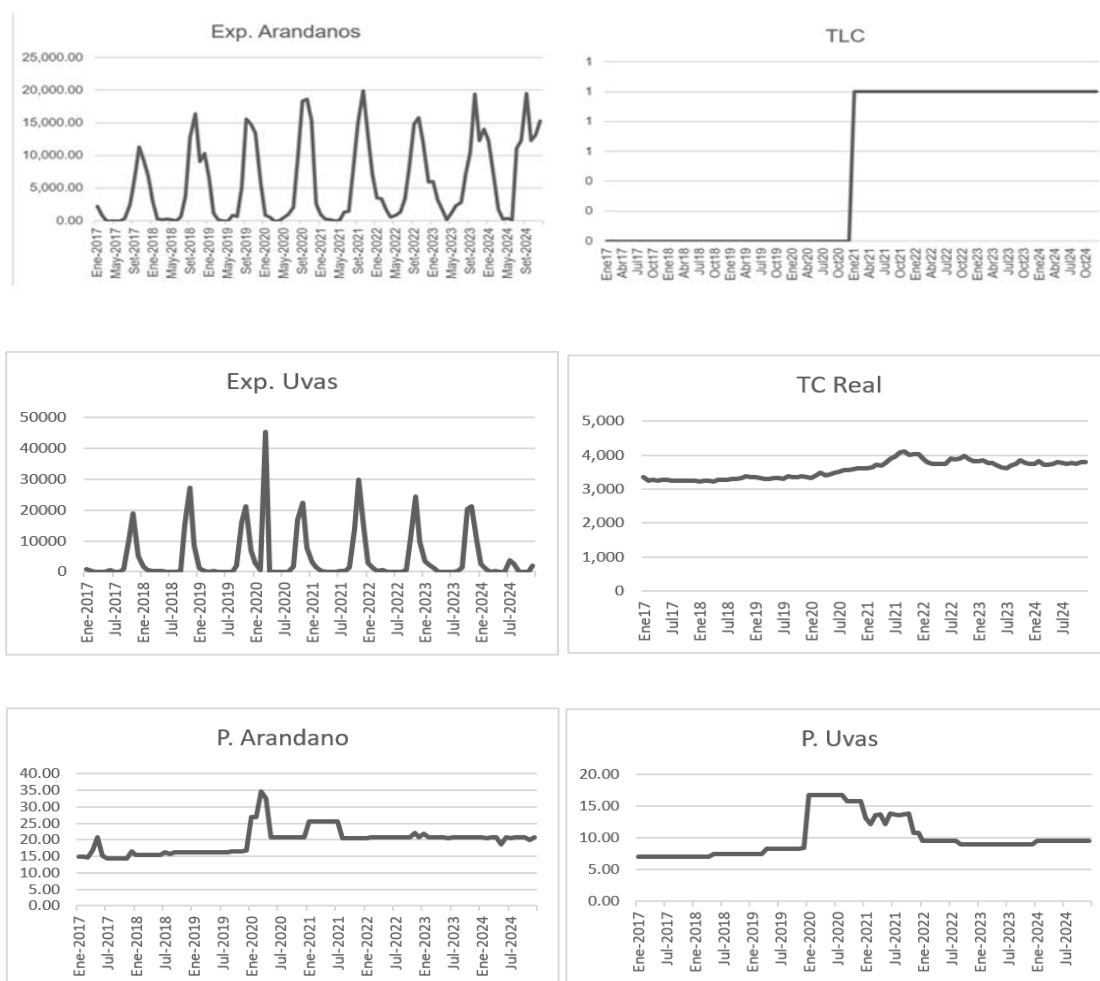 Exp. Arandanos
25,000.00
20,000.00
15,000.00
10,000.00
5,000.00
0.00
Ene-2017
May-2017
Set-2017
Ene-2018
May-2018
Set-2018
Ene-2019
May-2019
Set-2019
Ene-2020
May-2020
Set-2020
Ene-2021
May-2021
Set-2021
Ene-2022
May-2022
Set-2022
Ene-2023
May-2023
Set-2023
Ene-2024
May-2024
Set-2024
TLC
1
1
1
1
0
0
0
Ene17
Abr17
Jul17
Oct17
Ene18
Abr18
Jul18
Oct18
Ene19
Abr19
Jul19
Oct19
Ene20
Abr20
Jul20
Oct20
Ene21
Abr21
Jul21
Oct21
Ene22
Abr22
Jul22
Oct22
Ene23
Abr23
Jul23
Oct23
Ene24
Abr24
Jul24
Oct24
Exp. Uvas
50000
40000
30000
20000
10000
0
Ene-2017
Jul-2017
Ene-2018
Jul-2018
Ene-2019
Jul-2019
Ene-2020
Jul-2020
Ene-2021
Jul-2021
Ene-2022
Jul-2022
Ene-2023
Jul-2023
Ene-2024
Jul-2024
TC Real
5,000
4,000
3,000
2,000
1,000
0
Ene17
Jul17
Ene18
Jul18
Ene19
Jul19
Ene20
Jul20
Ene21
Jul21
Ene22
Jul22
Ene23
Jul23
Ene24
Jul24
P. Arandano
40.00
35.00
30.00
25.00
20.00
15.00
10.00
5.00
0.00
Ene-2017
Jul-2017
Ene-2018
Jul-2018
Ene-2019
Jul-2019
Ene-2020
Jul-2020
Ene-2021
Jul-2021
Ene-2022
Jul-2022
Ene-2023
Jul-2023
Ene-2024
Jul-2024
P. Uvas
20.00
15.00
10.00
5.00
0.00
Ene-2017
Jul-2017
Ene-2018
Jul-2018
Ene-2019
Jul-2019
Ene-2020
Jul-2020
Ene-2021
Jul-2021
Ene-2022
Jul-2022
Ene-2023
Jul-2023
Ene-2024
Jul-2024